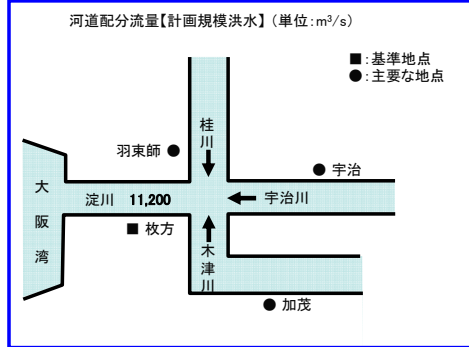 河道配分流量【計画規模洪水】（単位：m³/s）
■：基準地点
●：主要な地点
桂川
羽束師 ●
● 宇治
大阪湾
淀川 11,200
宇治川
■ 枚方
木津川
● 加茂